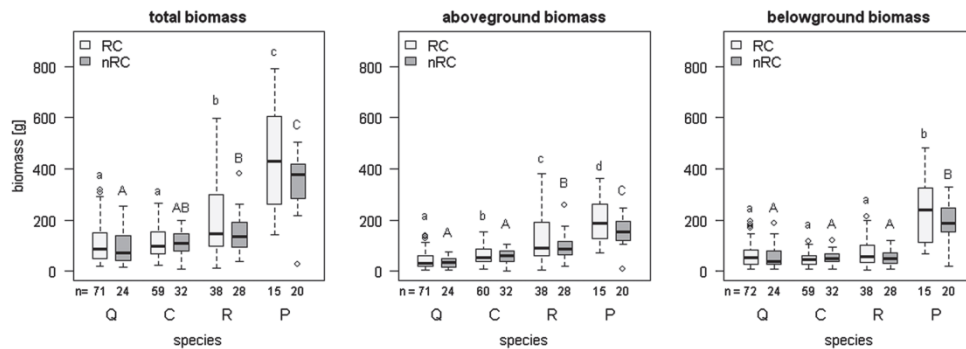 total biomass
aboveground biomass
belowground biomass
biomass [g]
0
200
400
600
800
RC
nRC
a
A
a
AB
b
B
c
C
n= 71 24 59 32 38 28 15 20
Q C R P
species
0
200
400
600
800
RC
nRC
a
A
b
A
c
B
d
C
n = 71 24 60 32 38 28 15 20
Q C R P
species
0
200
400
600
800
RC
nRC
a
A
a
A
a
A
b
B
n = 72 24 59 32 38 28 15 20
Q C R P
species